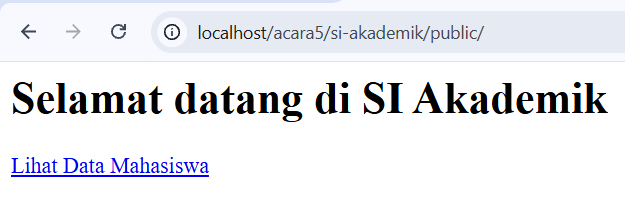 localhost/acara5/si-akademik/public/
Selamat datang di SI Akademik
Lihat Data Mahasiswa